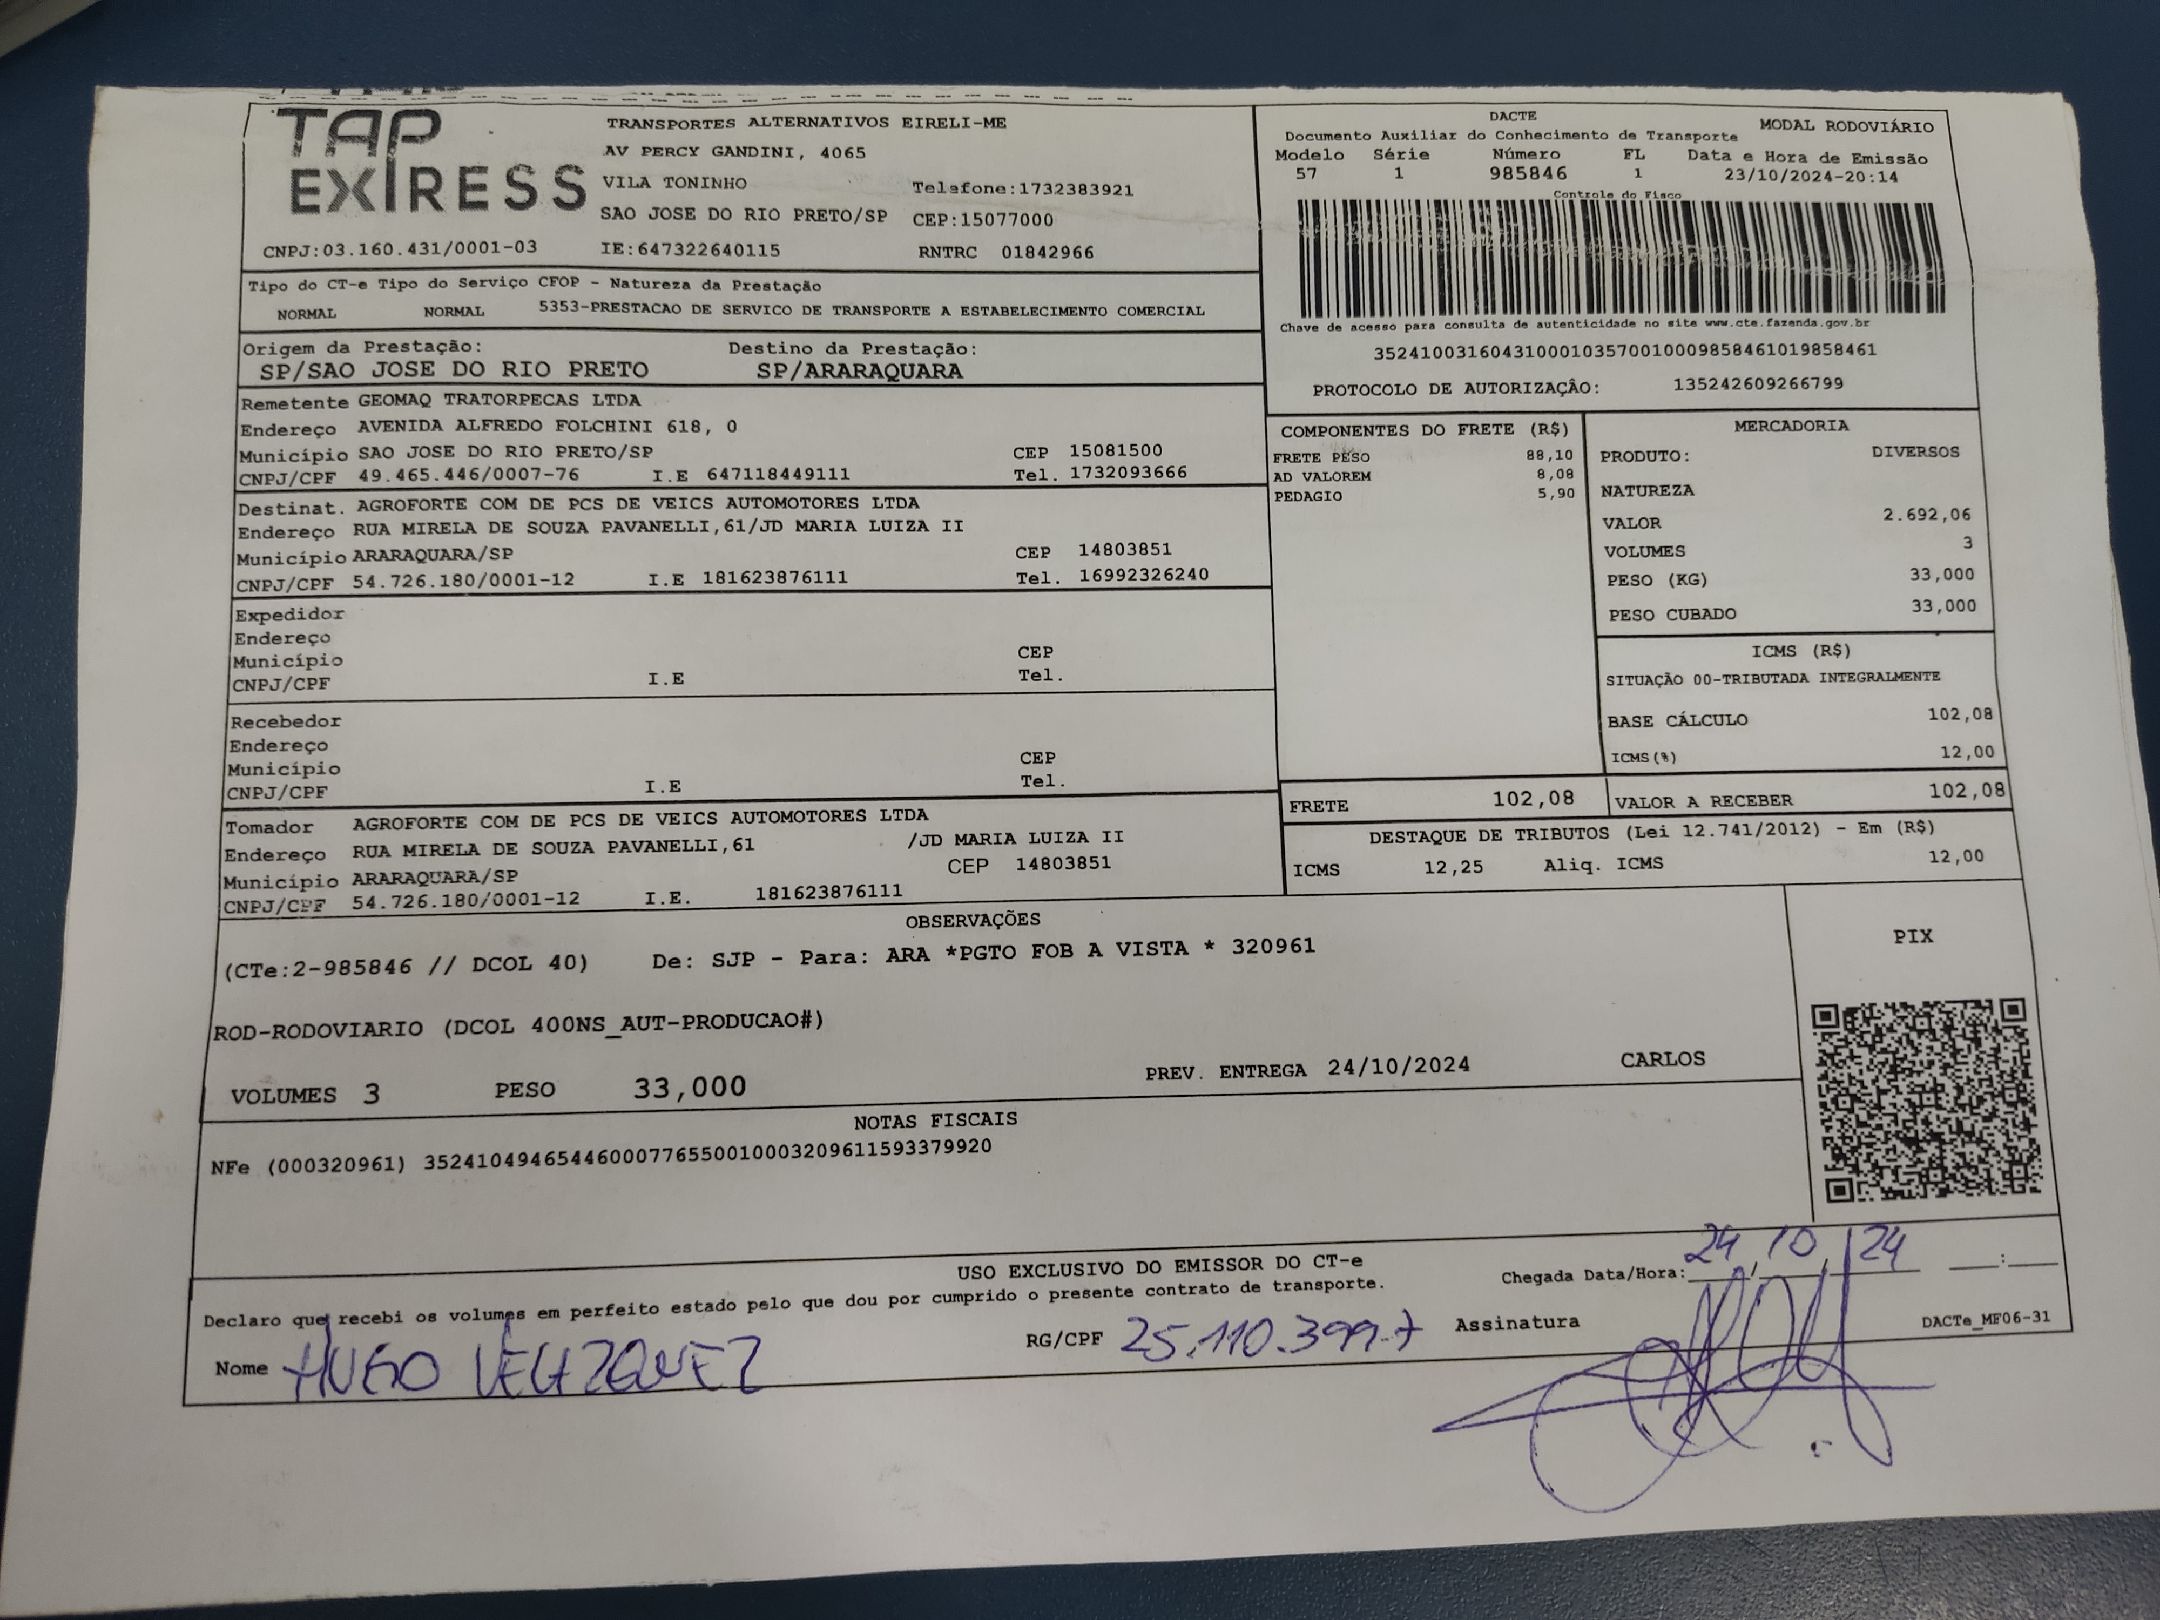 TAP
EXPRESS
TRANSPORTES ALTERNATIVOS EIRELI-ME
AV PERCY GANDINI, 4065
VILA TONINHO Telefone:1732383921
SAO JOSE DO RIO PRETO/SP CEP:15077000
CNPJ:03.160.431/0001-03 IE:647322640115 RNTRC 01842966
DACTE
Documento Auxiliar do Conhecimento de Transporte MODAL RODOVIÁRIO
Modelo Série Número FL Data e Hora de Emissão
57 1 985846 1 23/10/2024-20:14
Controle do Fisco
Chave de acesso para consulta de autenticidade no site www.cte.fazenda.gov.br
35241003160431000103570010009858461019858461
PROTOCOLO DE AUTORIZAÇÃO: 135242609266799
Tipo do CT-e Tipo do Serviço CFOP - Natureza da Prestação
NORMAL NORMAL 5353-PRESTACAO DE SERVICO DE TRANSPORTE A ESTABELECIMENTO COMERCIAL
Origem da Prestação: Destino da Prestação:
SP/SAO JOSE DO RIO PRETO SP/ARARAQUARA
Remetente GEOMAQ TRATORPECAS LTDA
Endereço AVENIDA ALFREDO FOLCHINI 618, 0
Município SAO JOSE DO RIO PRETO/SP CEP 15081500
CNPJ/CPF 49.465.446/0007-76 I.E 647118449111 Tel. 1732093666
Destinat. AGROFORTE COM DE PCS DE VEICS AUTOMOTORES LTDA
Endereço RUA MIRELA DE SOUZA PAVANELLI,61/JD MARIA LUIZA II
Município ARARAQUARA/SP CEP 14803851
CNPJ/CPF 54.726.180/0001-12 I.E 181623876111 Tel. 16992326240
Expedidor
Endereço
Município CEP
CNPJ/CPF I.E Tel.
Recebedor
Endereço
Município CEP
CNPJ/CPF I.E Tel.
Tomador AGROFORTE COM DE PCS DE VEICS AUTOMOTORES LTDA
Endereço RUA MIRELA DE SOUZA PAVANELLI,61 /JD MARIA LUIZA II
Município ARARAQUARA/SP CEP 14803851
CNPJ/CPF 54.726.180/0001-12 I.E. 181623876111
COMPONENTES DO FRETE (R$)
FRETE PESO 88,10
AD VALOREM 8,08
PEDAGIO 5,90
MERCADORIA
PRODUTO: DIVERSOS
NATUREZA
VALOR 2.692,06
VOLUMES 3
PESO (KG) 33,000
PESO CUBADO 33,000
ICMS (R$)
SITUAÇÃO 00-TRIBUTADA INTEGRALMENTE
BASE CÁLCULO 102,08
ICMS(%) 12,00
FRETE 102,08 VALOR A RECEBER 102,08
DESTAQUE DE TRIBUTOS (Lei 12.741/2012) - Em (R$)
ICMS 12,25 Aliq. ICMS 12,00
OBSERVAÇÕES
(CTe:2-985846 // DCOL 40) De: SJP - Para: ARA *PGTO FOB A VISTA * 320961
ROD-RODOVIARIO (DCOL 400NS_AUT-PRODUCAO#)
VOLUMES 3 PESO 33,000 PREV. ENTREGA 24/10/2024 CARLOS
PIX
NOTAS FISCAIS
NFe (000320961) 35241049465446000776550010003209611593379920
USO EXCLUSIVO DO EMISSOR DO CT-e
Declaro que recebi os volumes em perfeito estado pelo que dou por cumprido o presente contrato de transporte.
Chegada Data/Hora: 24/10/24 __:__
Nome HUGO VELAZQUEZ RG/CPF 25.110.399-7 Assinatura
DACTe_MF06-31